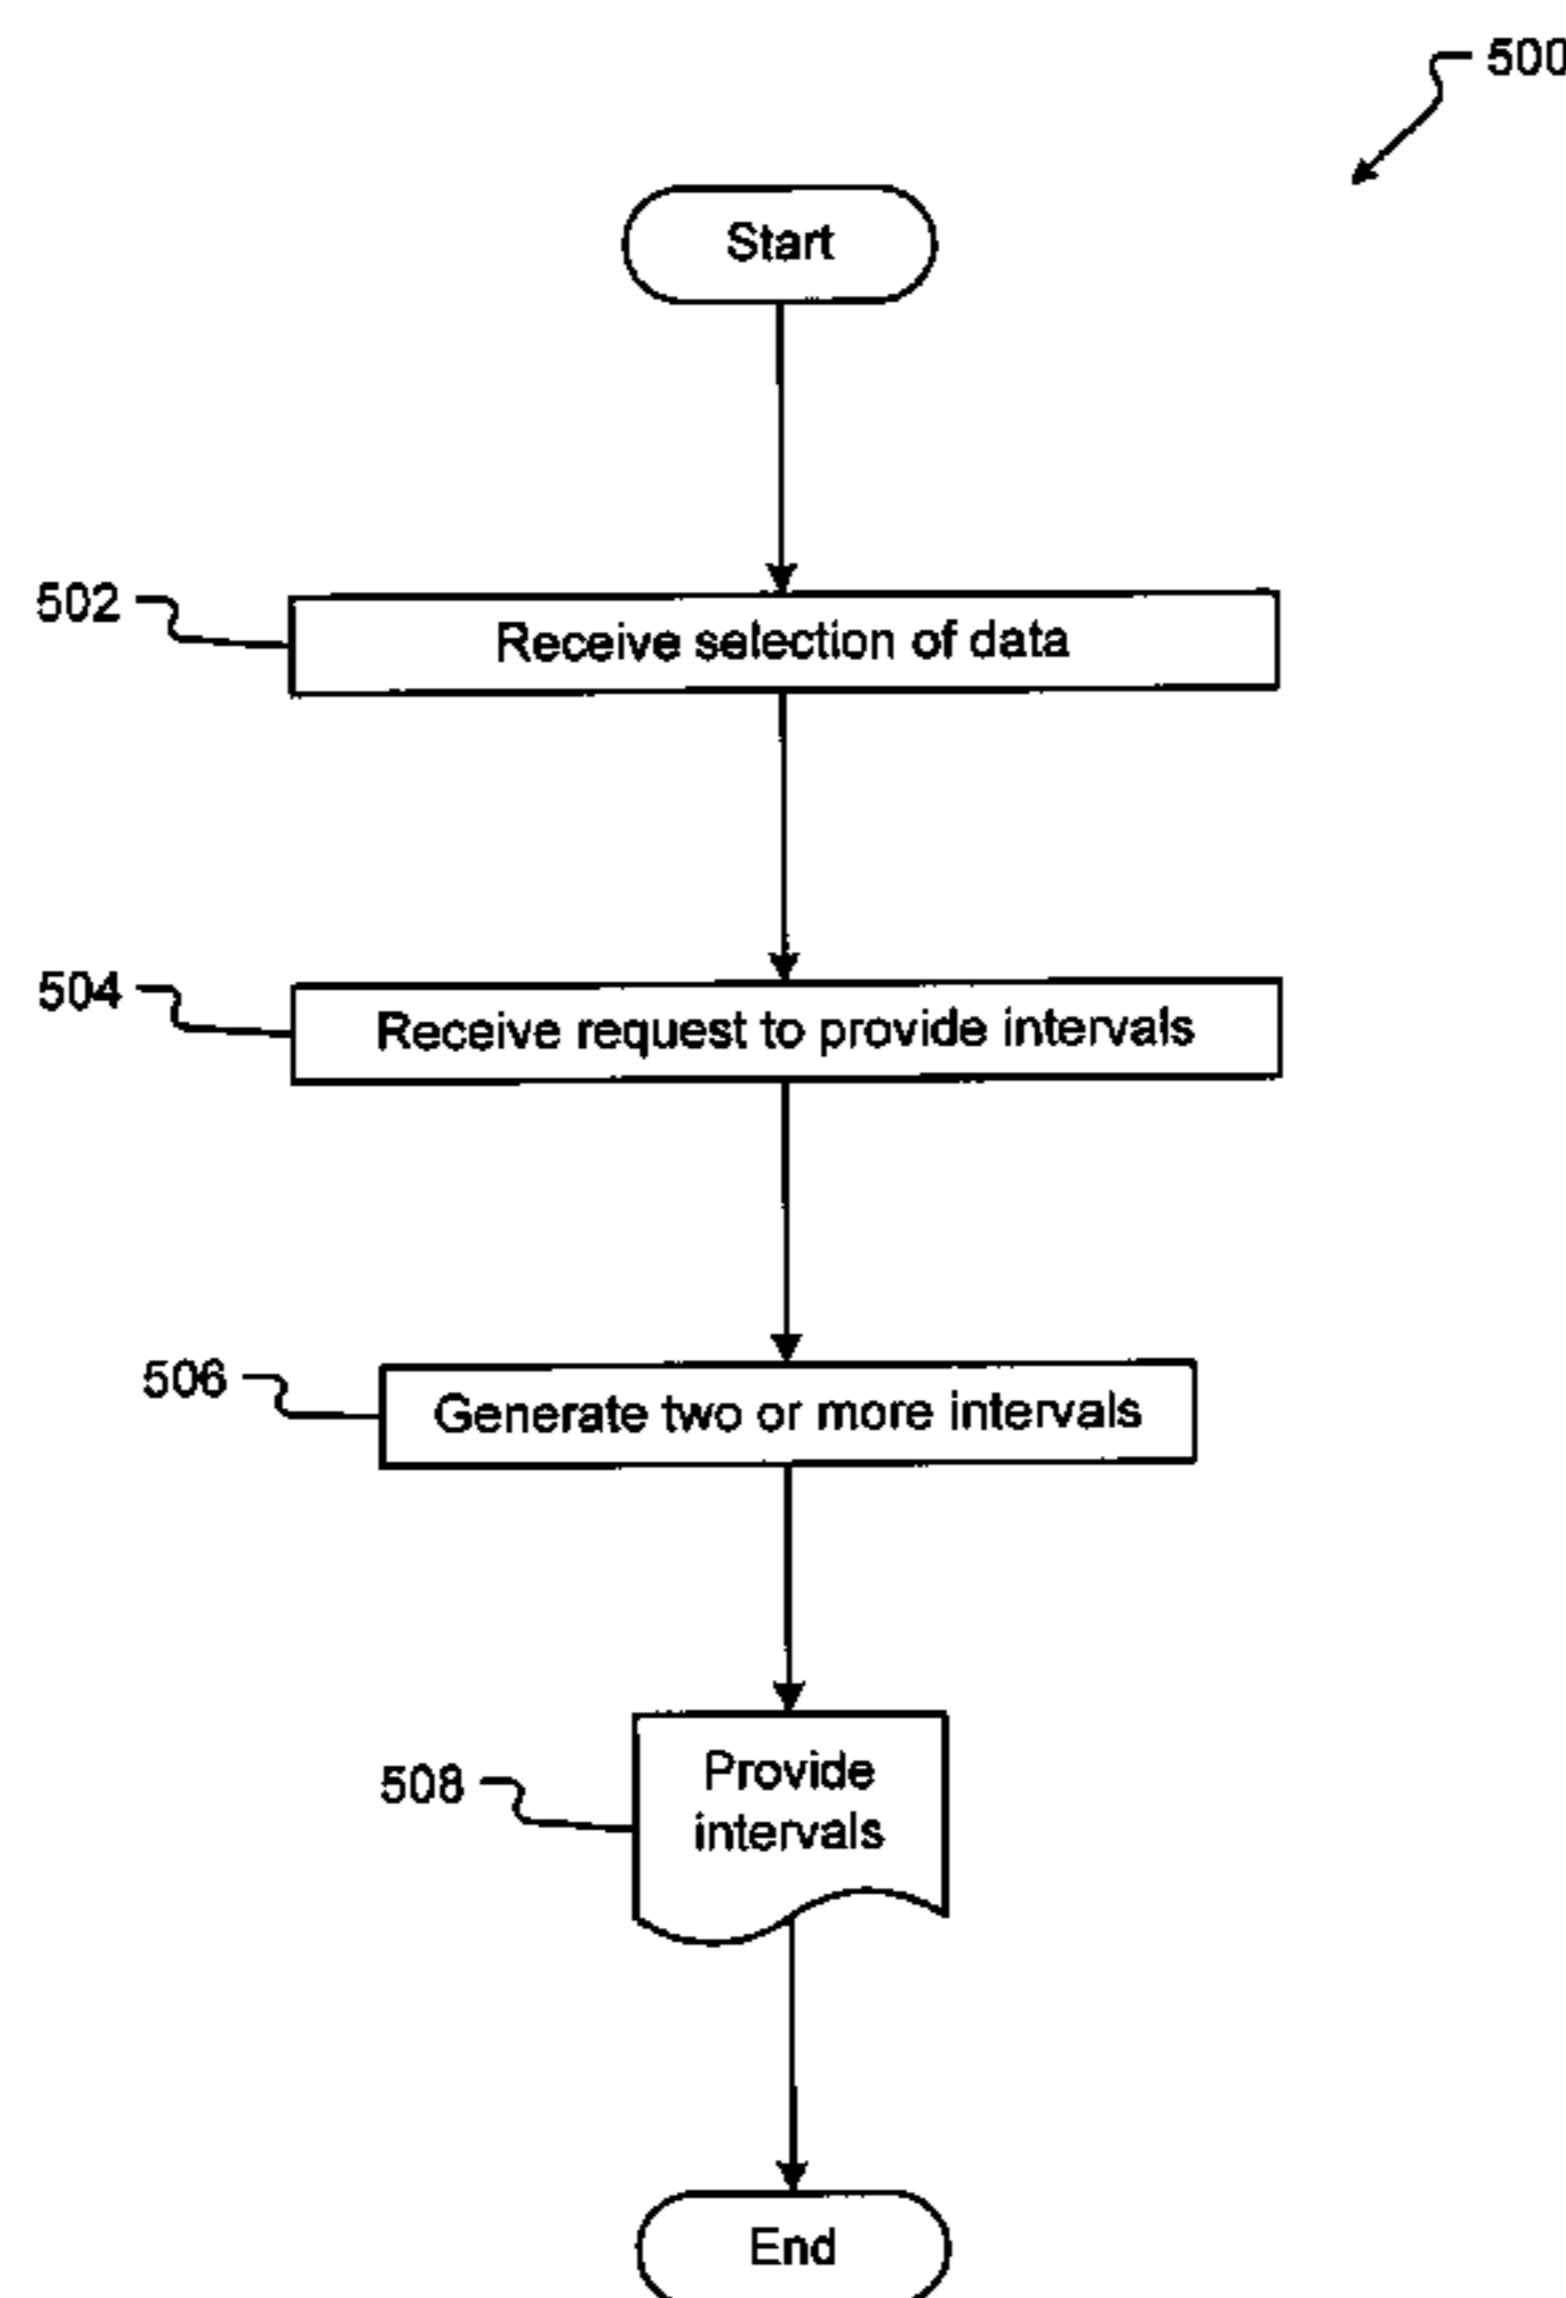 500
Start
502
Receive selection of data
504
Receive request to provide intervals
506
Generate two or more intervals
508
Provide
intervals
End